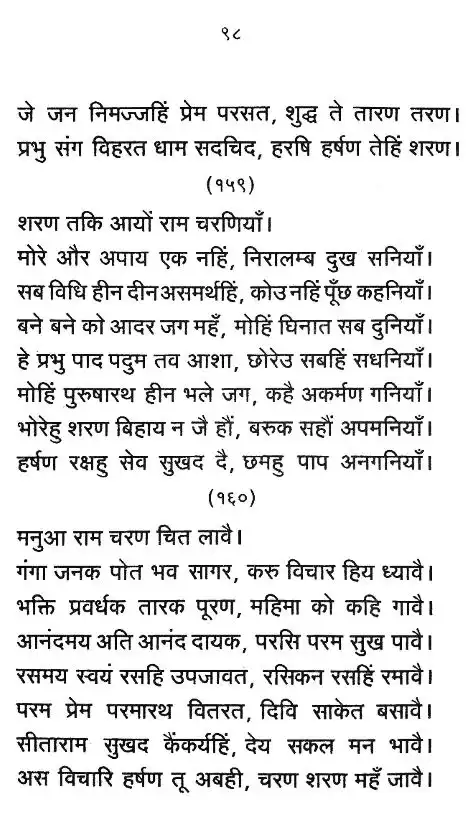 ९८
जे जन निमज्जहिं प्रेम परसत, शुद्ध ते तारण तरण।
प्रभु संग विहरत धाम सदचिद, हरषि हर्षण तेहिं शरण।
(१५९)
शरण तकि आयों राम चरणियाँ।
मोरे और अपाय एक नहिं, निरालम्ब दुख सनियाँ।
सब विधि हीन दीन असमर्थहिं, कोउ नहिं पूँछ कहनियाँ।
बने बने को आदर जग महँ, मोहिं घिनात सब दुनियाँ।
हे प्रभु पाद पदुम तव आशा, छोरेउ सबहिं सधनियाँ।
मोहिं पुरुषारथ हीन भले जग, कहै अकर्मण गनियाँ।
भोरेहु शरण बिहाय न जै हौं, बरुक सहौं अपमनियाँ।
हर्षण रक्षहु सेव सुखद दै, छमहु पाप अनगनियाँ।
(१६०)
मनुआ राम चरण चित लावै।
गंगा जनक पोत भव सागर, करु विचार हिय ध्यावै।
भक्ति प्रवर्धक तारक पूरण, महिमा को कहि गावै।
आनंदमय अति आनंद दायक, परसि परम सुख पावै।
रसमय स्वयं रसहि उपजावत, रसिकन रसहिं रमावै।
परम प्रेम परमारथ वितरत, दिवि साकेत बसावै।
सीताराम सुखद कैंकर्यहिं, देय सकल मन भावै।
अस विचारि हर्षण तू अबही, चरण शरण महँ जावै।